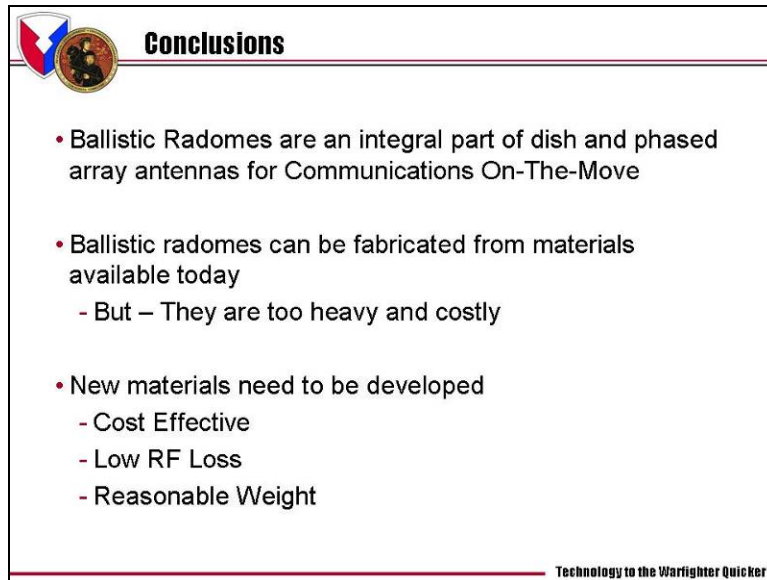 Conclusions
• Ballistic Radomes are an integral part of dish and phased
array antennas for Communications On-The-Move
• Ballistic radomes can be fabricated from materials
available today
- But – They are too heavy and costly
• New materials need to be developed
- Cost Effective
- Low RF Loss
- Reasonable Weight
Technology to the Warfighter Quicker